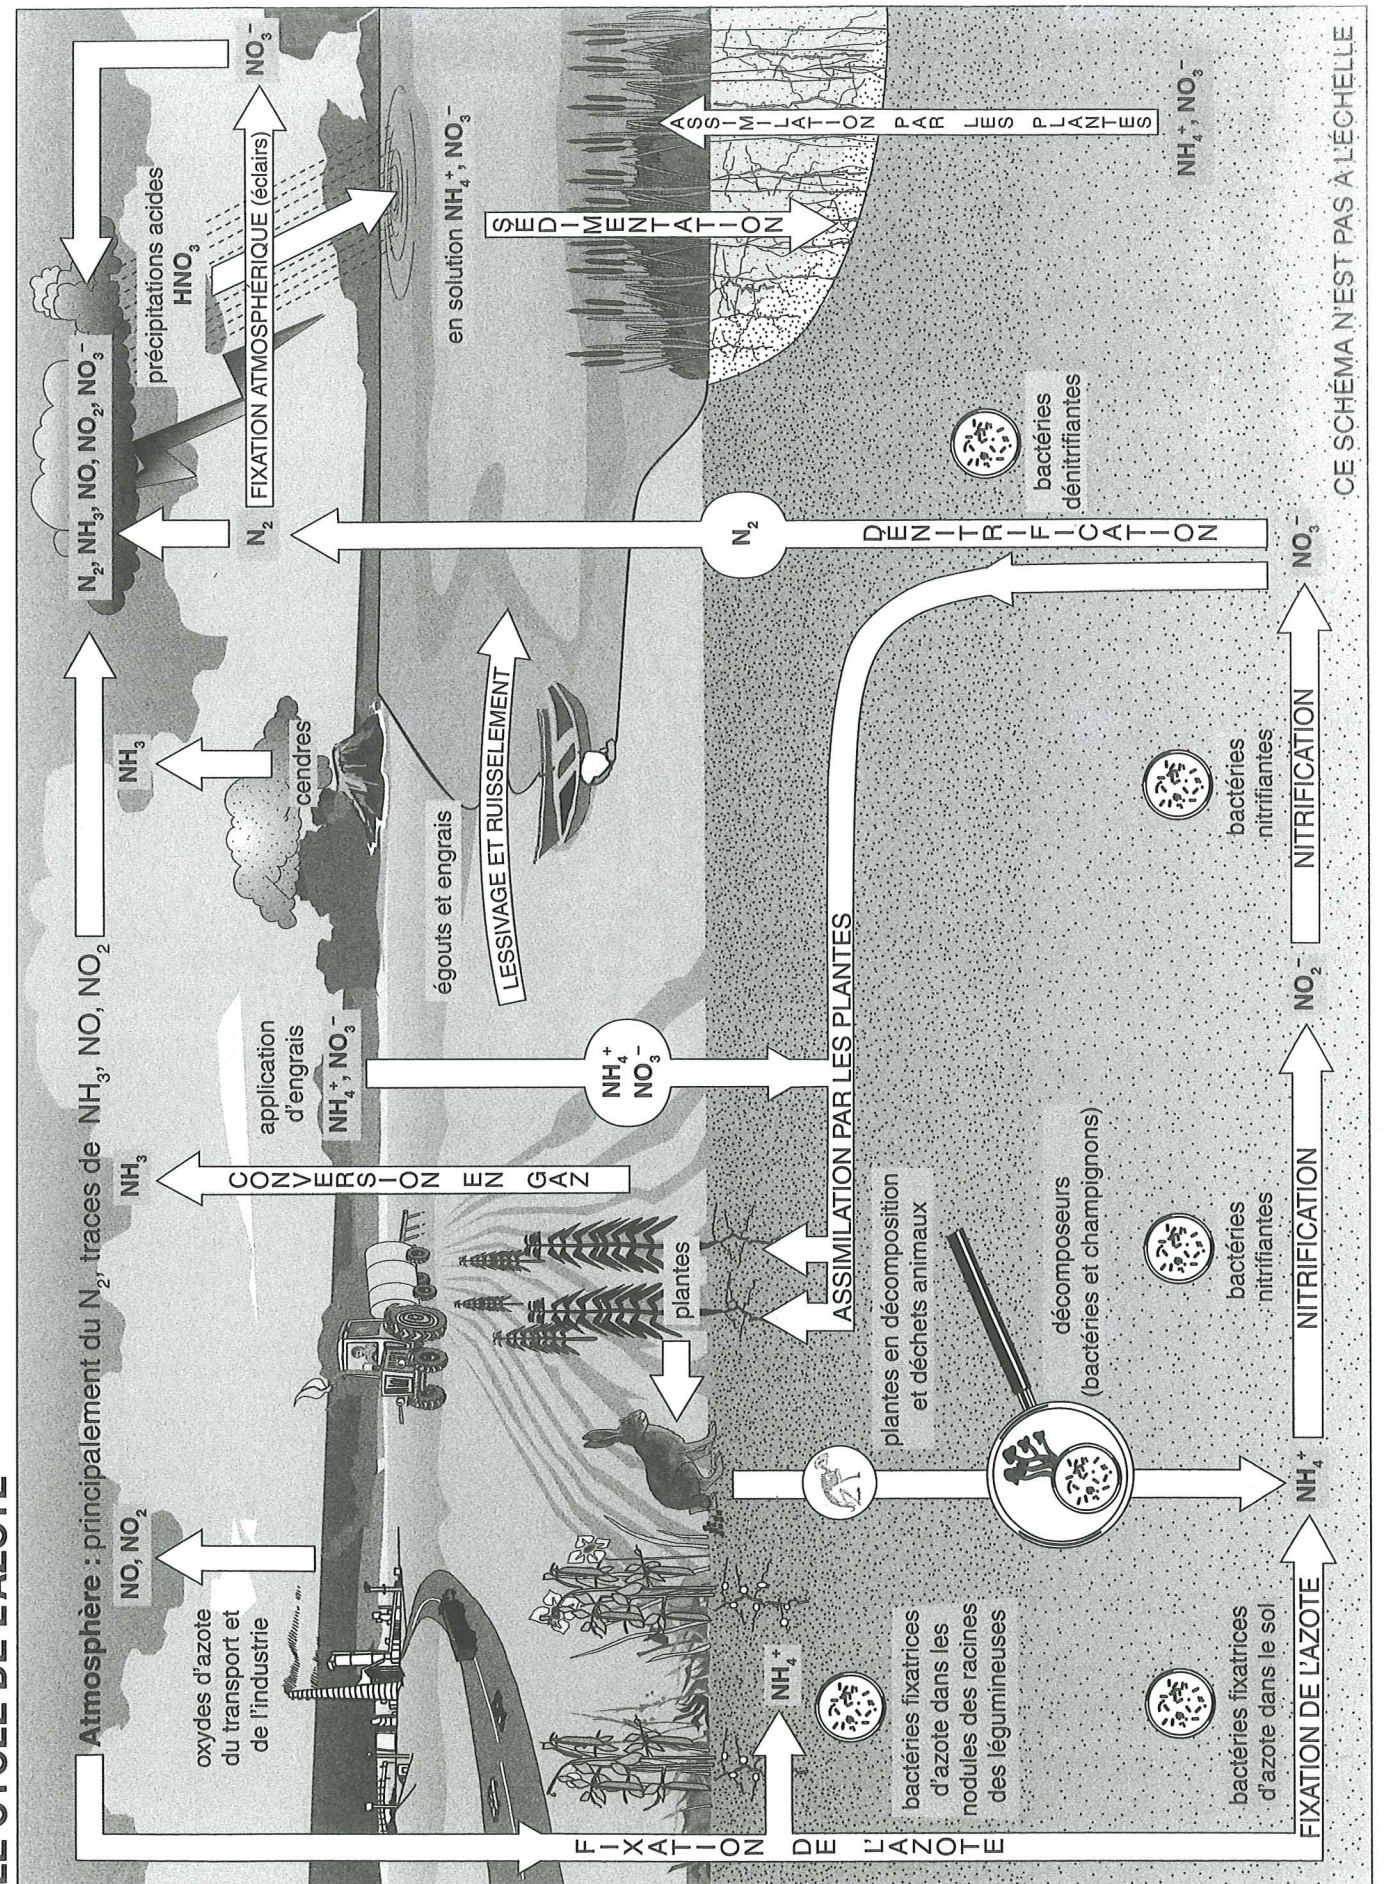 LE CYCLE DE L'AZOTE
Atmosphère : principalement du N₂, traces de NH₃, NO, NO₂
N₂, NH₃, NO, NO₂, NO₃⁻
NO, NO₂
NH₃
NH₃
oxydes d'azote
du transport et
de l'industrie
CONVERSION EN GAZ
application
d'engrais
NH₄⁺, NO₃⁻
cendres
N₂
FIXATION ATMOSPHÉRIQUE (éclairs)
NO₃⁻
précipitations acides
HNO₃
égouts et engrais
LESSIVAGE ET RUISSELEMENT
en solution NH₄⁺, NO₃⁻
SÉDIMENTATION
NH₄⁺
NO₃⁻
plantes
N₂
FIXATION DE L'AZOTE
NH₄⁺
ASSIMILATION PAR LES PLANTES
DÉNITRIFICATION
ASSIMILATION PAR LES PLANTES
NH₄⁺, NO₃⁻
bactéries fixatrices
d'azote dans les
nodules des racines
des légumineuses
plantes en décomposition
et déchets animaux
décomposeurs
(bactéries et champignons)
bactéries
dénitrifiantes
bactéries fixatrices
d'azote dans le sol
bactéries
nitrifiantes
bactéries
nitrifiantes
FIXATION DE L'AZOTE
NH₄⁺
NITRIFICATION
NO₂⁻
NITRIFICATION
NO₃⁻
CE SCHÉMA N'EST PAS À L'ÉCHELLE